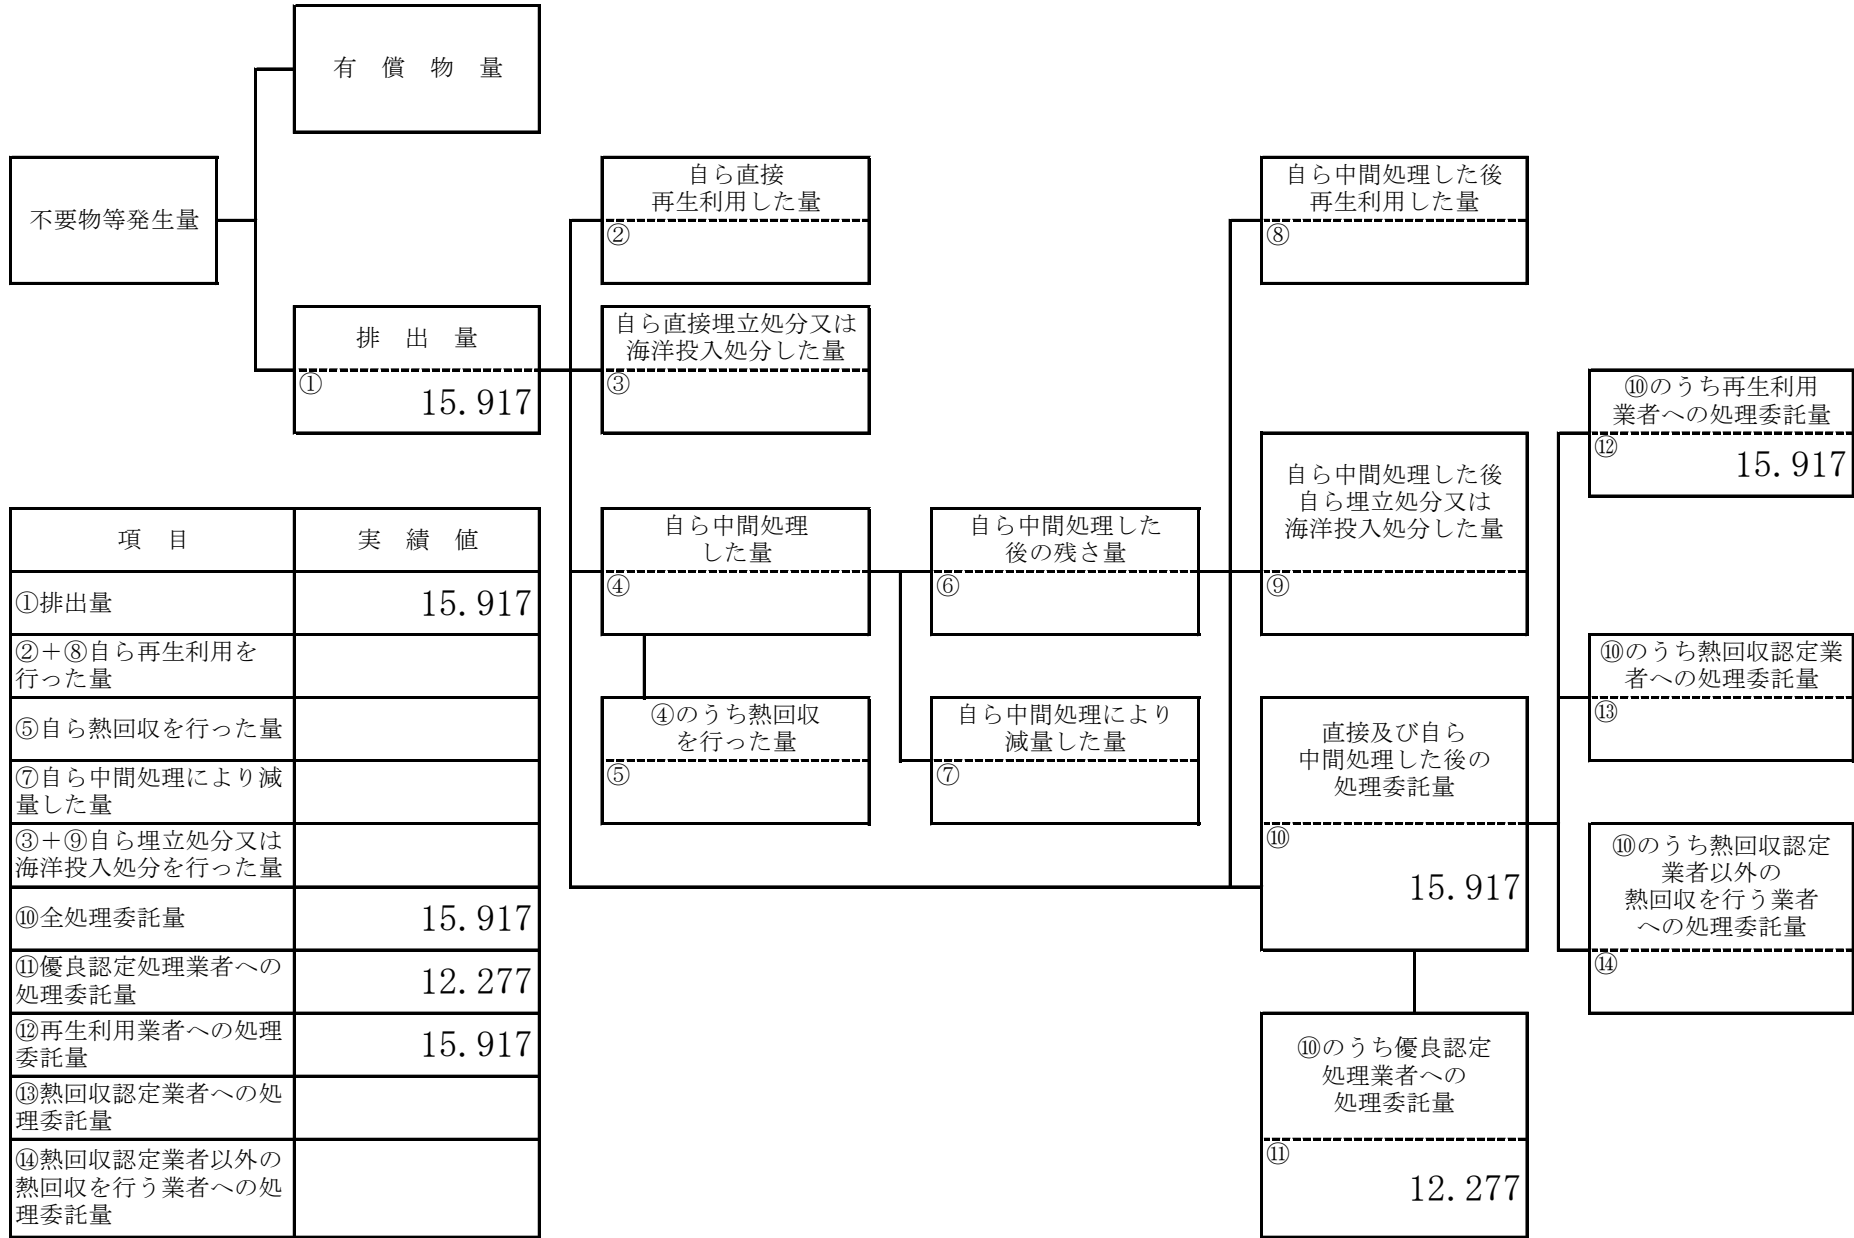 有 償 物 量
不要物等発生量
排 出 量
①
15.917
自ら直接
再生利用した量
②
自ら直接埋立処分又は
海洋投入処分した量
③
自ら中間処理
した量
④
④のうち熱回収
を行った量
⑤
自ら中間処理した
後の残さ量
⑥
自ら中間処理により
減量した量
⑦
自ら中間処理した後
再生利用した量
⑧
自ら中間処理した後
自ら埋立処分又は
海洋投入処分した量
⑨
直接及び自ら
中間処理した後の
処理委託量
⑩
15.917
⑩のうち優良認定
処理業者への
処理委託量
⑪
12.277
⑩のうち再生利用
業者への処理委託量
⑫
15.917
⑩のうち熱回収認定業
者への処理委託量
⑬
⑩のうち熱回収認定
業者以外の
熱回収を行う業者
への処理委託量
⑭
項 目 実 績 値
①排出量 15.917
②+⑧自ら再生利用を
行った量
⑤自ら熱回収を行った量
⑦自ら中間処理により減
量した量
③+⑨自ら埋立処分又は
海洋投入処分を行った量
⑩全処理委託量 15.917
⑪優良認定処理業者への
処理委託量 12.277
⑫再生利用業者への処理
委託量 15.917
⑬熱回収認定業者への処
理委託量
⑭熱回収認定業者以外の
熱回収を行う業者への処
理委託量